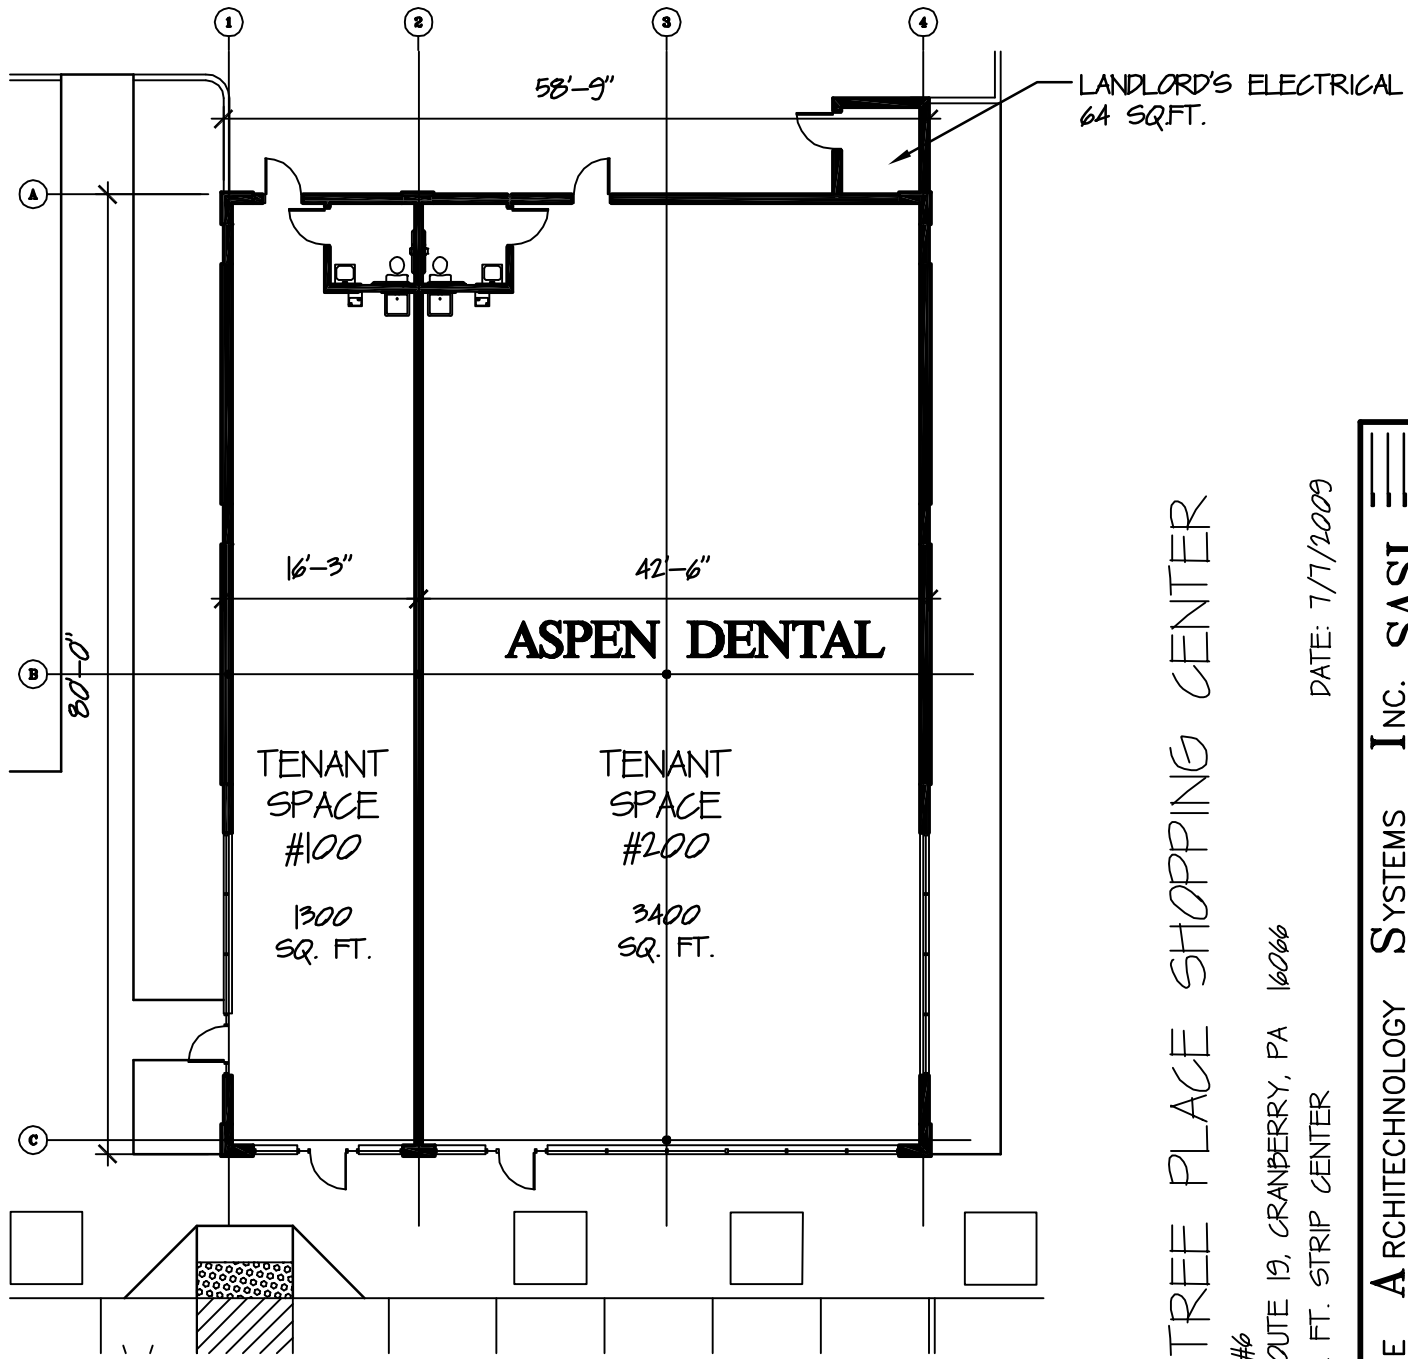 1 2 3 4
58'-9"
LANDLORD'S ELECTRICAL
64 SQ.FT.
A
16'-3" 42'-6"
ASPEN DENTAL
B
80'-0"
TENANT
SPACE
#100
1300
SQ. FT.
TENANT
SPACE
#200
3400
SQ. FT.
C
TREE PLACE SHOPPING CENTER
#6
OUTE 19, CRANBERRY, PA 16066
FT. STRIP CENTER
DATE: 7/7/2009
E ARCHITECHNOLOGY SYSTEMS INC. SASI